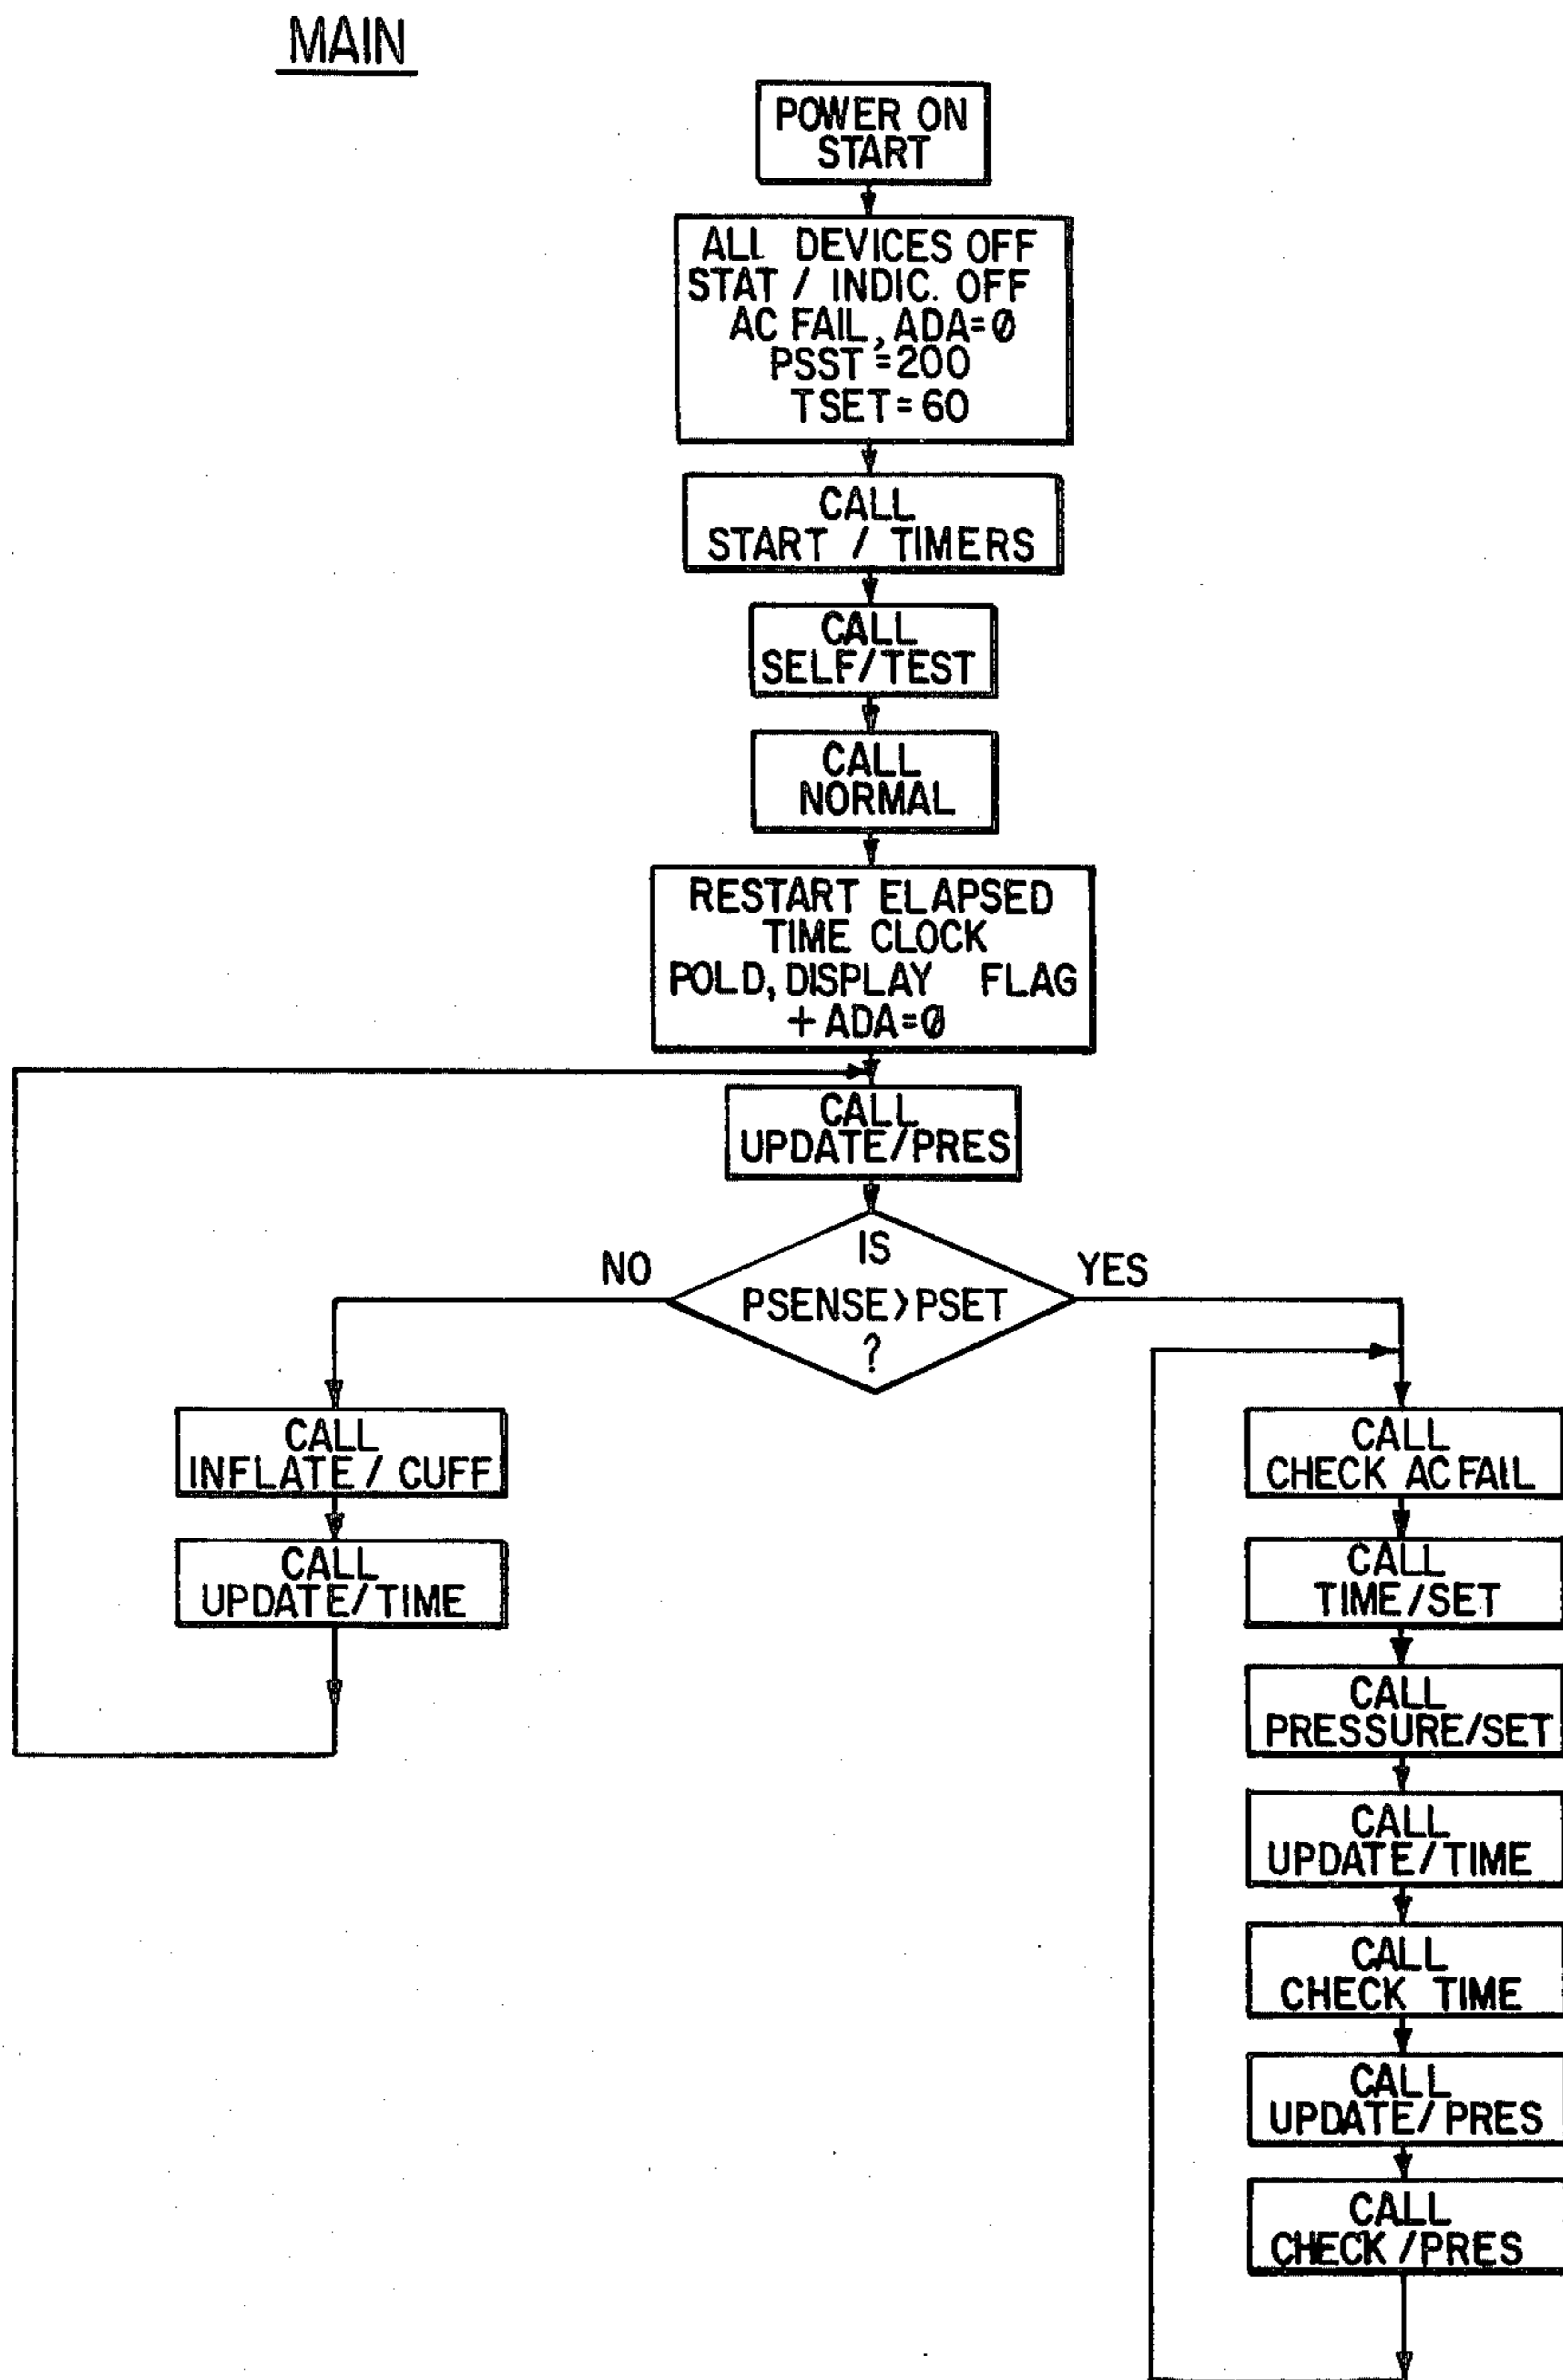 MAIN
POWER ON
START
ALL DEVICES OFF
STAT / INDIC. OFF
AC FAIL, ADA=Ø
PSST=200
TSET=60
CALL
START / TIMERS
CALL
SELF/TEST
CALL
NORMAL
RESTART ELAPSED
TIME CLOCK
POLD, DISPLAY FLAG
+ ADA=Ø
CALL
UPDATE/PRES
IS
PSENSE>PSET
?
NO
YES
CALL
INFLATE / CUFF
CALL
UPDATE/TIME
CALL
CHECK AC FAIL
CALL
TIME/SET
CALL
PRESSURE/SET
CALL
UPDATE/TIME
CALL
CHECK TIME
CALL
UPDATE/PRES
CALL
CHECK/PRES